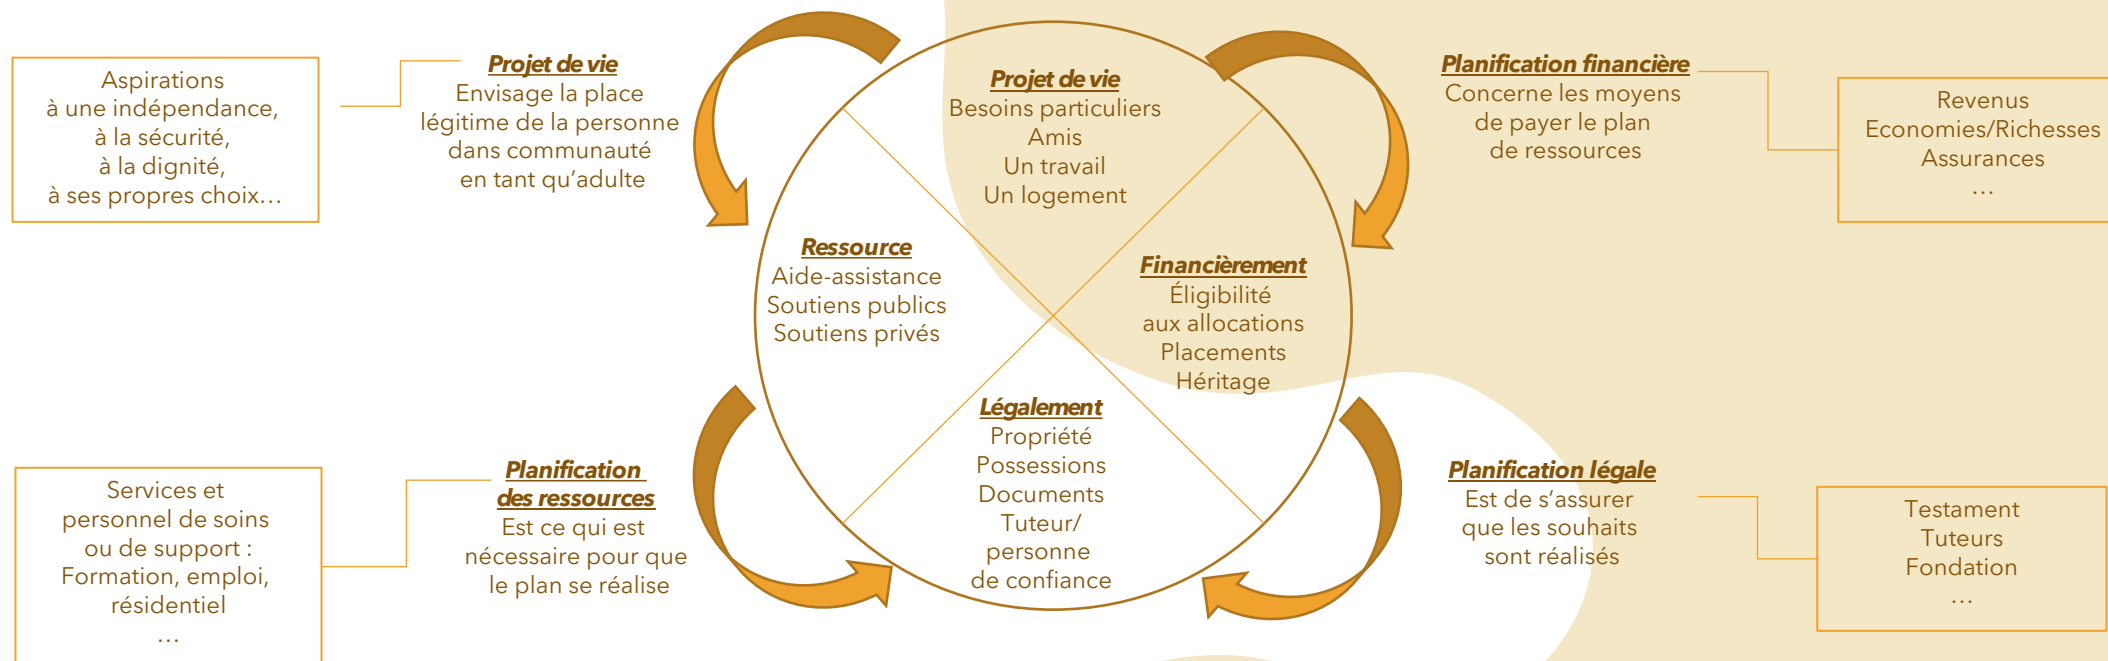 Aspirations
à une indépendance,
à la sécurité,
à la dignité,
à ses propres choix…
Projet de vie
Envisage la place
légitime de la personne
dans communauté
en tant qu’adulte
Projet de vie
Besoins particuliers
Amis
Un travail
Un logement
Planification financière
Concerne les moyens
de payer le plan
de ressources
Revenus
Economies/Richesses
Assurances
…
Ressource
Aide-assistance
Soutiens publics
Soutiens privés
Financièrement
Éligibilité
aux allocations
Placements
Héritage
Légalement
Propriété
Possessions
Documents
Tuteur/
personne
de confiance
Services et
personnel de soins
ou de support :
Formation, emploi,
résidentiel
…
Planification
des ressources
Est ce qui est
nécessaire pour que
le plan se réalise
Planification légale
Est de s’assurer
que les souhaits
sont réalisés
Testament
Tuteurs
Fondation
…